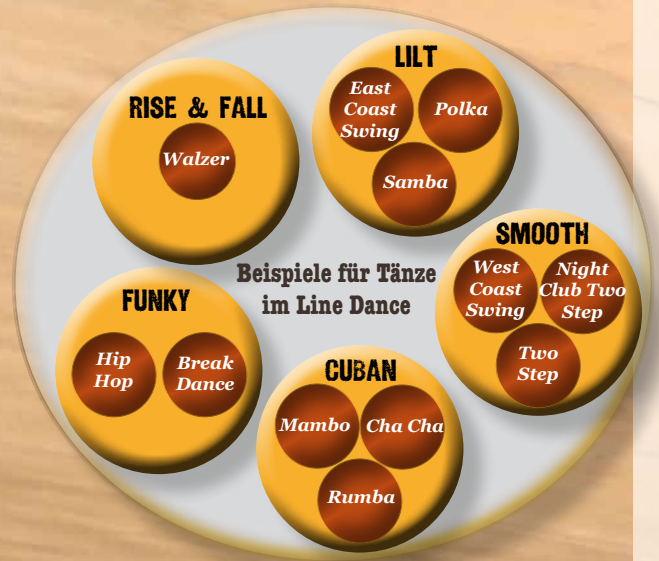 RISE & FALL
Walzer
LILT
East
Coast
Swing
Polka
Samba
SMOOTH
West
Coast
Swing
Night
Club Two
Step
Two
Step
Beispiele für Tänze
im Line Dance
FUNKY
Hip
Hop
Break
Dance
CUBAN
Mambo
Cha Cha
Rumba